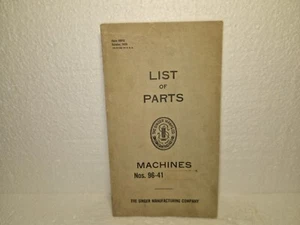 LIST
OF
PARTS
MACHINES
Nos. 96-41
THE SINGER MANUFACTURING COMPANY